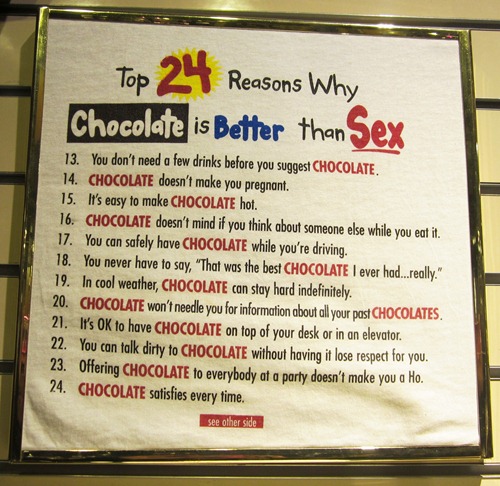 Top 24 Reasons Why
Chocolate is Better than Sex
13. You don't need a few drinks before you suggest CHOCOLATE.
14. CHOCOLATE doesn't make you pregnant.
15. It's easy to make CHOCOLATE hot.
16. CHOCOLATE doesn't mind if you think about someone else while you eat it.
17. You can safely have CHOCOLATE while you're driving.
18. You never have to say, "That was the best CHOCOLATE I ever had...really."
19. In cool weather, CHOCOLATE can stay hard indefinitely.
20. CHOCOLATE won't needle you for information about all your past CHOCOLATES.
21. It's OK to have CHOCOLATE on top of your desk or in an elevator.
22. You can talk dirty to CHOCOLATE without having it lose respect for you.
23. Offering CHOCOLATE to everybody at a party doesn't make you a Ho.
24. CHOCOLATE satisfies every time.
see other side